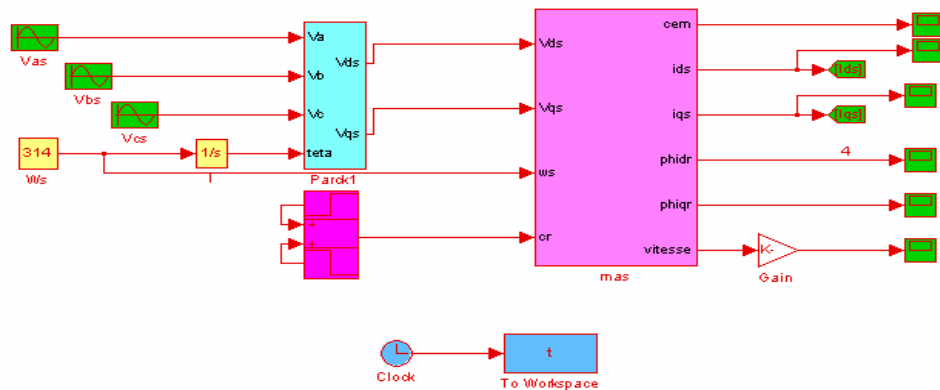 Vas
Vbs
Vcs
314
Ws
1/s
I
Va
Vb
Vc
teta
Vds
Vqs
Parck1
+
+
Vds
Vqs
ws
cr
cem
ids
iqs
phidr
phiqr
vitesse
mas
[Ids]
[Iqs]
4
K-
Gain
Clock
t
To Workspace